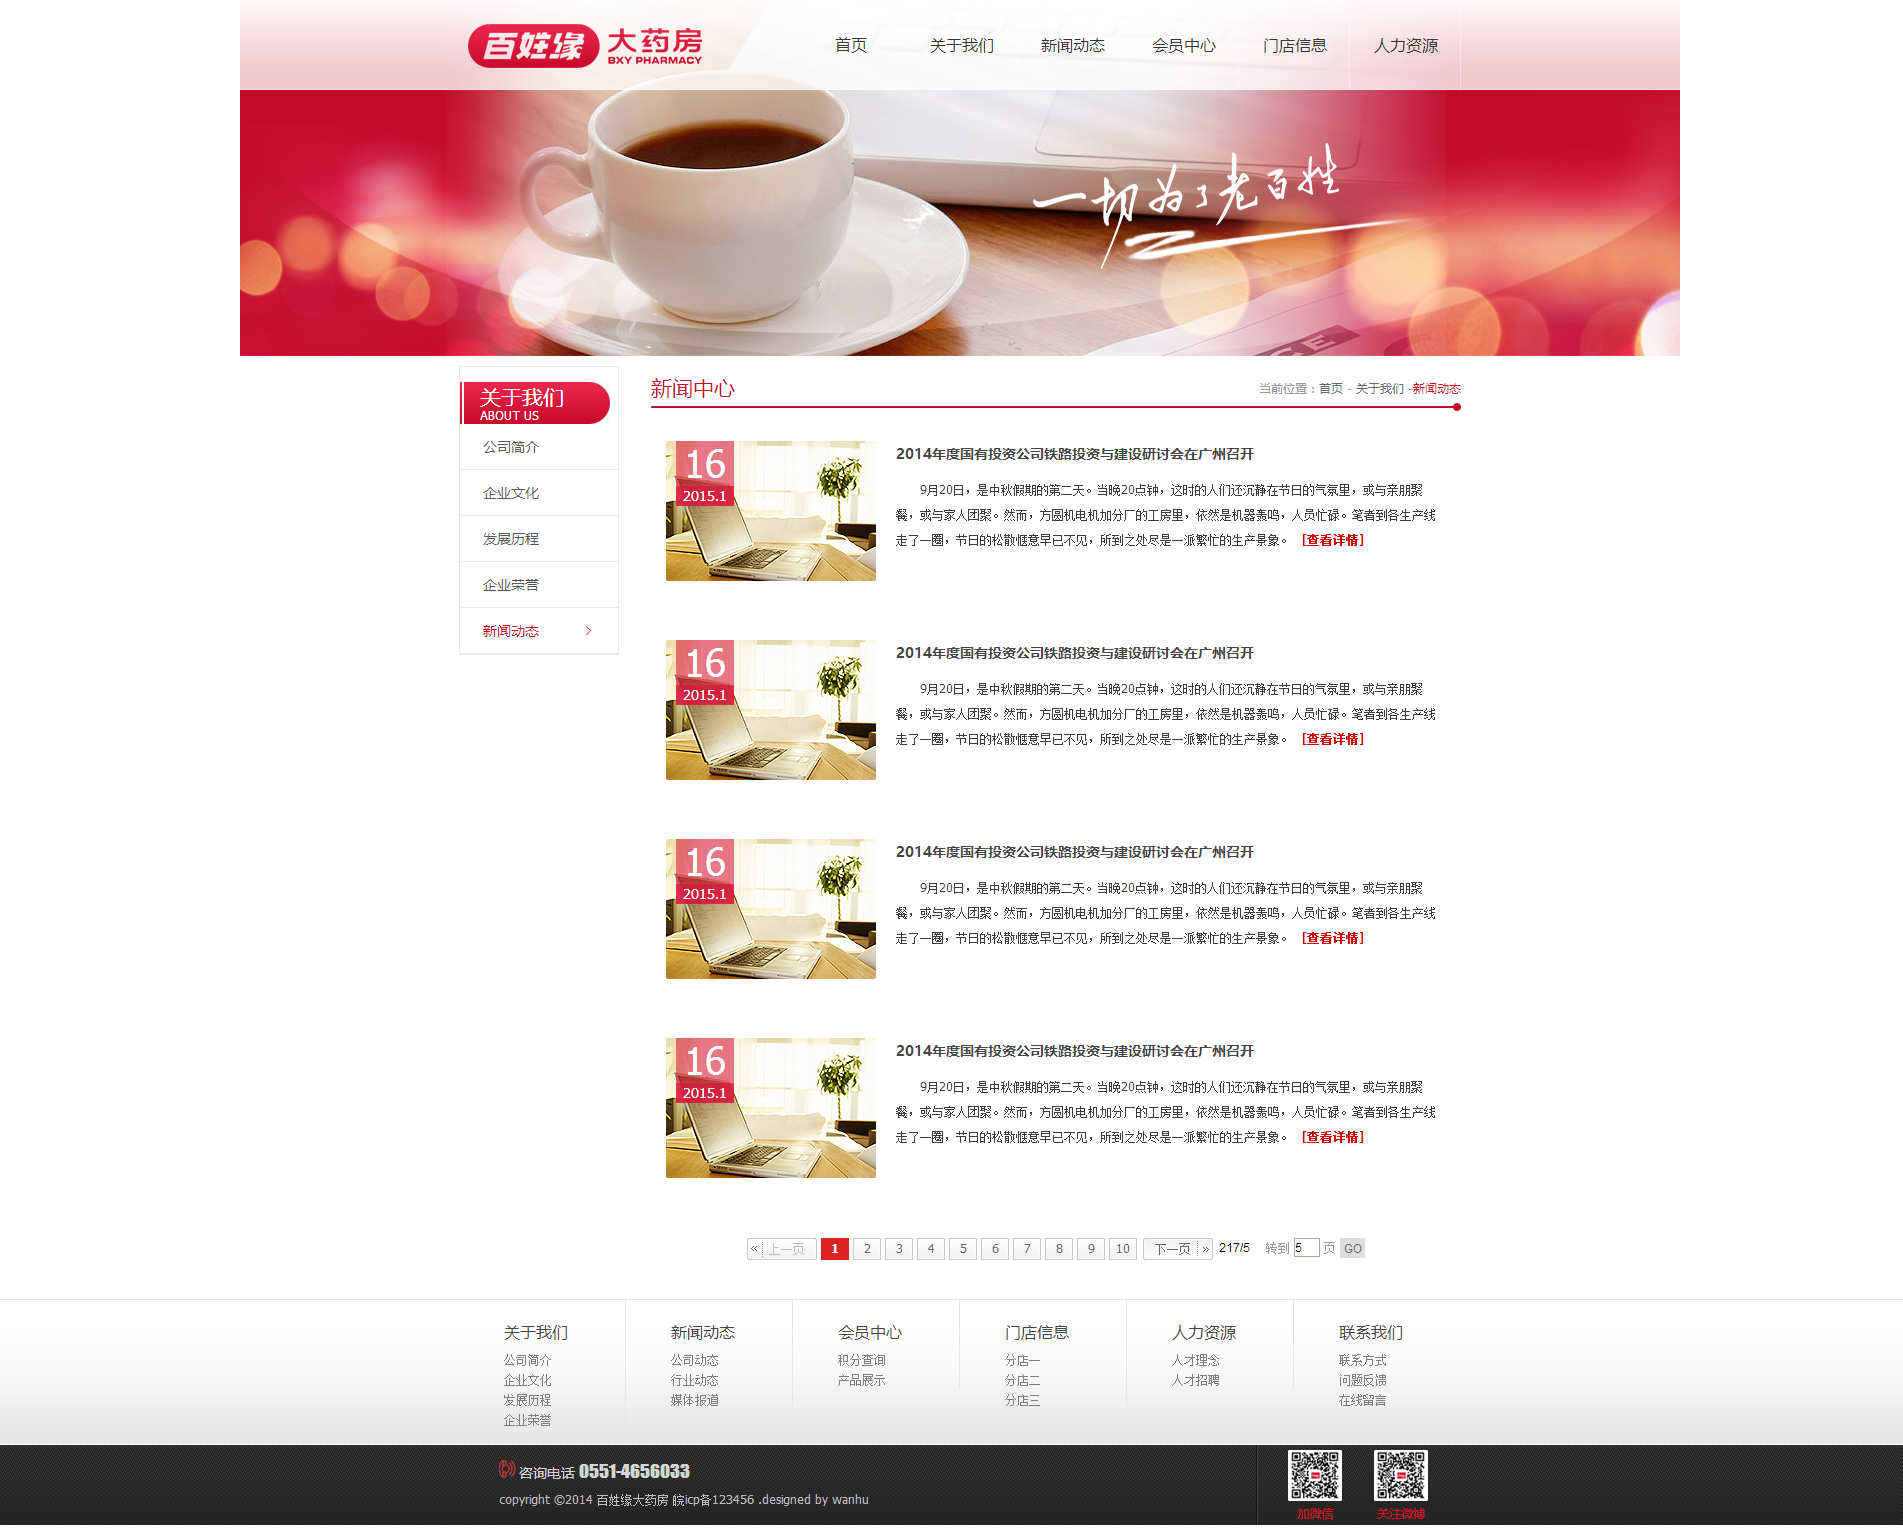 百姓缘 大药房
BXY PHARMACY
首页 关于我们 新闻动态 会员中心 门店信息 人力资源
一切为了老百姓
关于我们
ABOUT US
公司简介
企业文化
发展历程
企业荣誉
新闻动态
新闻中心
当前位置：首页 - 关于我们 -新闻动态
16
2015.1
2014年度国有投资公司铁路投资与建设研讨会在广州召开
9月20日，是中秋假期的第二天。当晚20点钟，这时的人们还沉静在节日的气氛里，或与亲朋聚
餐，或与家人团聚。然而，方圆机电机加分厂的工房里，依然是机器轰鸣，人员忙碌。笔者到各生产线
走了一圈，节日的松散惬意早已不见，所到之处尽是一派繁忙的生产景象。 [查看详情]
16
2015.1
2014年度国有投资公司铁路投资与建设研讨会在广州召开
9月20日，是中秋假期的第二天。当晚20点钟，这时的人们还沉静在节日的气氛里，或与亲朋聚
餐，或与家人团聚。然而，方圆机电机加分厂的工房里，依然是机器轰鸣，人员忙碌。笔者到各生产线
走了一圈，节日的松散惬意早已不见，所到之处尽是一派繁忙的生产景象。 [查看详情]
16
2015.1
2014年度国有投资公司铁路投资与建设研讨会在广州召开
9月20日，是中秋假期的第二天。当晚20点钟，这时的人们还沉静在节日的气氛里，或与亲朋聚
餐，或与家人团聚。然而，方圆机电机加分厂的工房里，依然是机器轰鸣，人员忙碌。笔者到各生产线
走了一圈，节日的松散惬意早已不见，所到之处尽是一派繁忙的生产景象。 [查看详情]
16
2015.1
2014年度国有投资公司铁路投资与建设研讨会在广州召开
9月20日，是中秋假期的第二天。当晚20点钟，这时的人们还沉静在节日的气氛里，或与亲朋聚
餐，或与家人团聚。然而，方圆机电机加分厂的工房里，依然是机器轰鸣，人员忙碌。笔者到各生产线
走了一圈，节日的松散惬意早已不见，所到之处尽是一派繁忙的生产景象。 [查看详情]
« 上一页 1 2 3 4 5 6 7 8 9 10 下一页 » 217/5 转到 5 页 GO
关于我们
公司简介
企业文化
发展历程
企业荣誉
新闻动态
公司动态
行业动态
媒体报道
会员中心
积分查询
产品展示
门店信息
分店一
分店二
分店三
人力资源
人才理念
人才招聘
联系我们
联系方式
问题反馈
在线留言
咨询电话 0551-4656033
copyright ©2014 百姓缘大药房 皖icp备123456 .designed by wanhu
加微信
关注微博